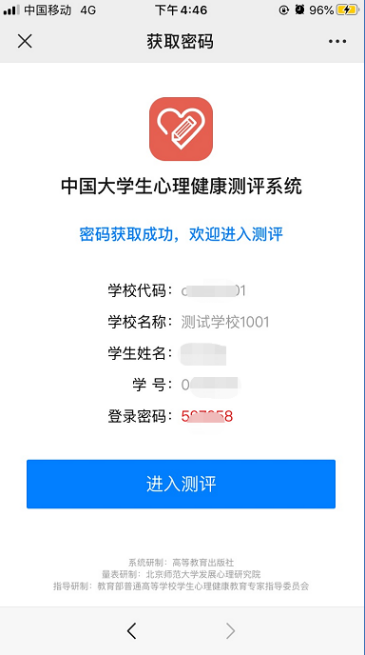 中国移动 4G 下午4:46 96%
获取密码
中国大学生心理健康测评系统
密码获取成功，欢迎进入测评
学校代码：
学校名称：测试学校1001
学生姓名：
学 号：
登录密码：
进入测评
系统研制：高等教育出版社
量表研制：北京师范大学发展心理研究院
指导研制：教育部普通高等学校学生心理健康教育专家指导委员会